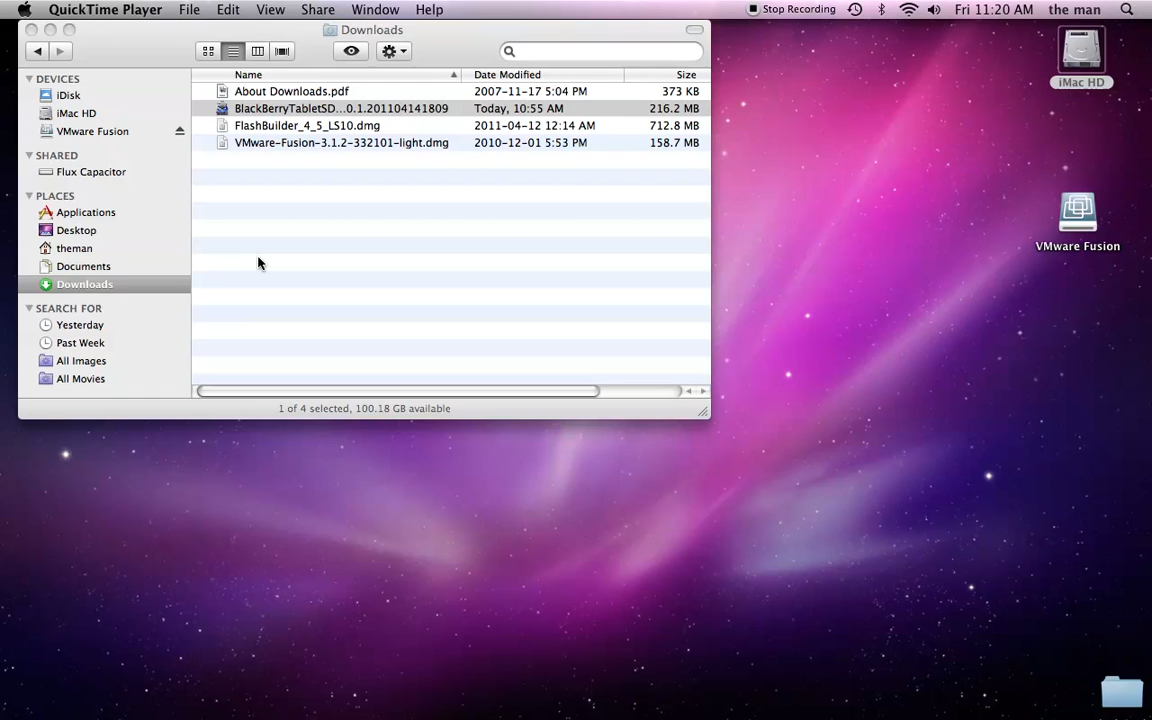 QuickTime Player File Edit View Share Window Help Stop Recording Fri 11:20 AM the man
Downloads
Name Date Modified Size
DEVICES
iDisk
iMac HD
VMware Fusion
SHARED
Flux Capacitor
PLACES
Applications
Desktop
theman
Documents
Downloads
SEARCH FOR
Yesterday
Past Week
All Images
All Movies
About Downloads.pdf 2007-11-17 5:04 PM 373 KB
BlackBerryTabletSD...0.1.201104141809 Today, 10:55 AM 216.2 MB
FlashBuilder_4_5_LS10.dmg 2011-04-12 12:14 AM 712.8 MB
VMware-Fusion-3.1.2-332101-light.dmg 2010-12-01 5:53 PM 158.7 MB
1 of 4 selected, 100.18 GB available
iMac HD
VMware Fusion